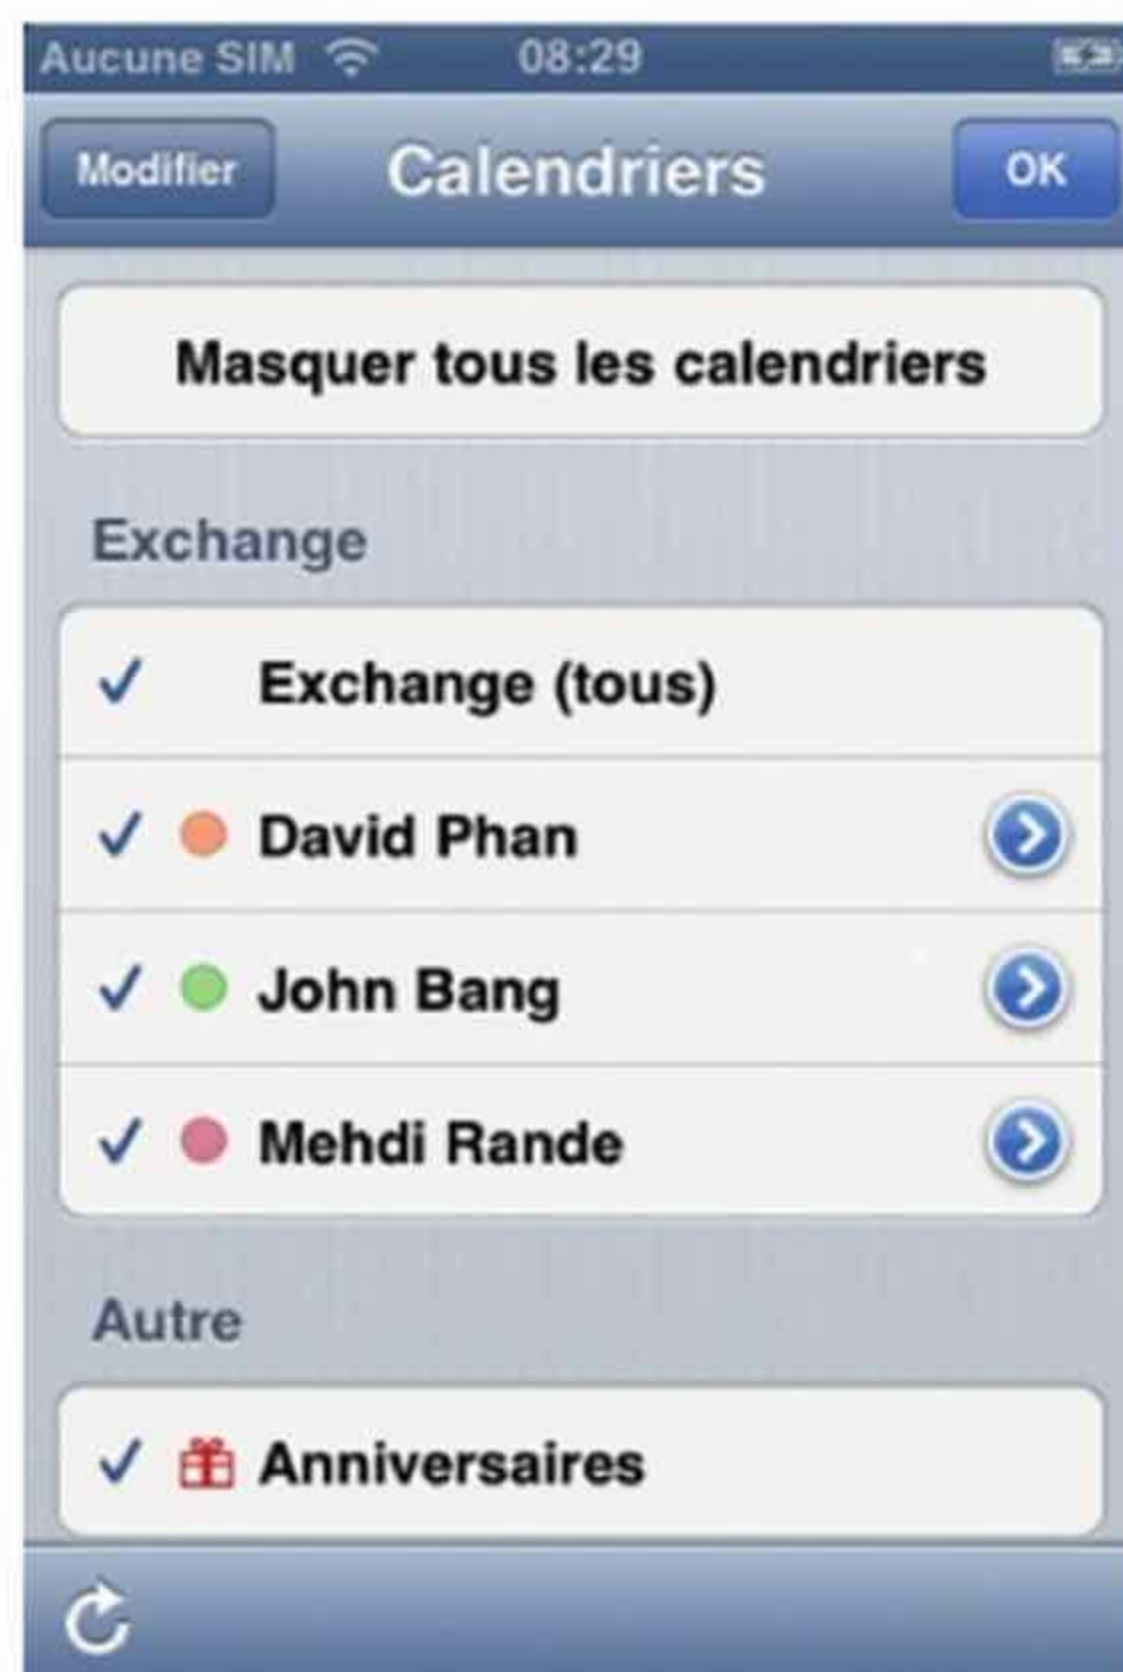 Aucune SIM 08:29
Modifier Calendriers OK
Masquer tous les calendriers
Exchange
Exchange (tous)
David Phan
John Bang
Mehdi Rande
Autre
Anniversaires